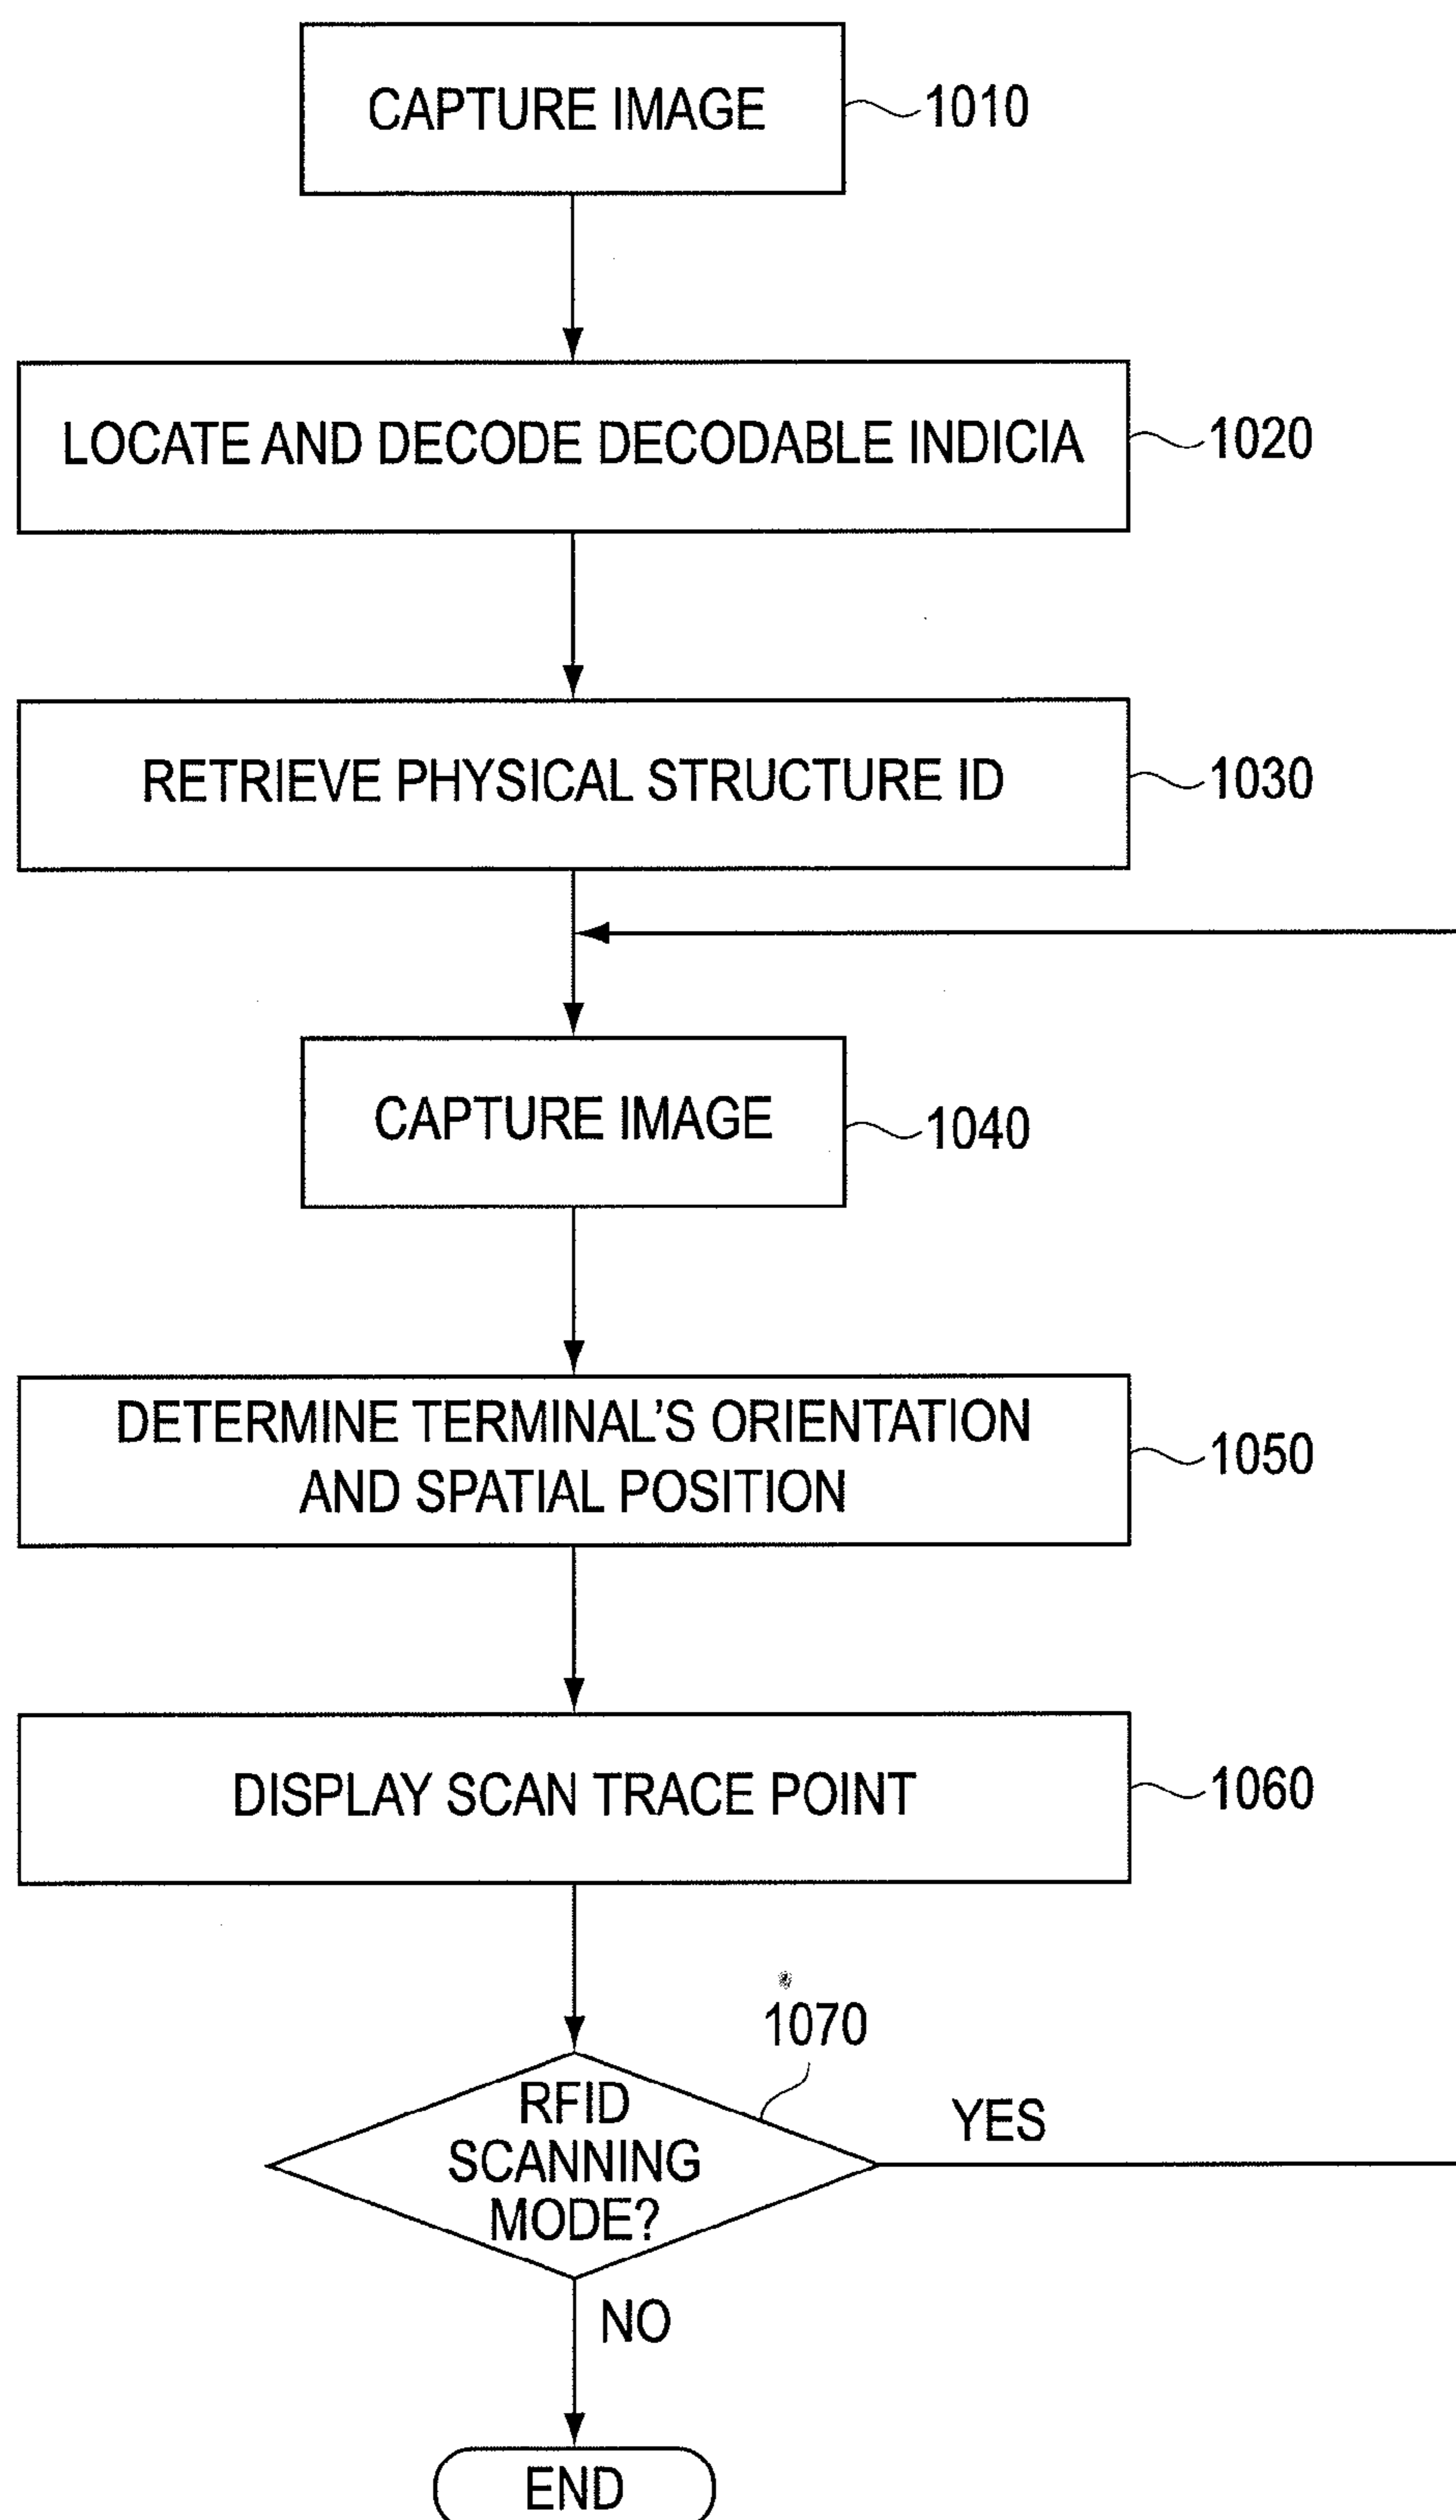 CAPTURE IMAGE
1010
LOCATE AND DECODE DECODABLE INDICIA
1020
RETRIEVE PHYSICAL STRUCTURE ID
1030
CAPTURE IMAGE
1040
DETERMINE TERMINAL'S ORIENTATION
AND SPATIAL POSITION
1050
DISPLAY SCAN TRACE POINT
1060
1070
RFID
SCANNING
MODE?
YES
NO
END